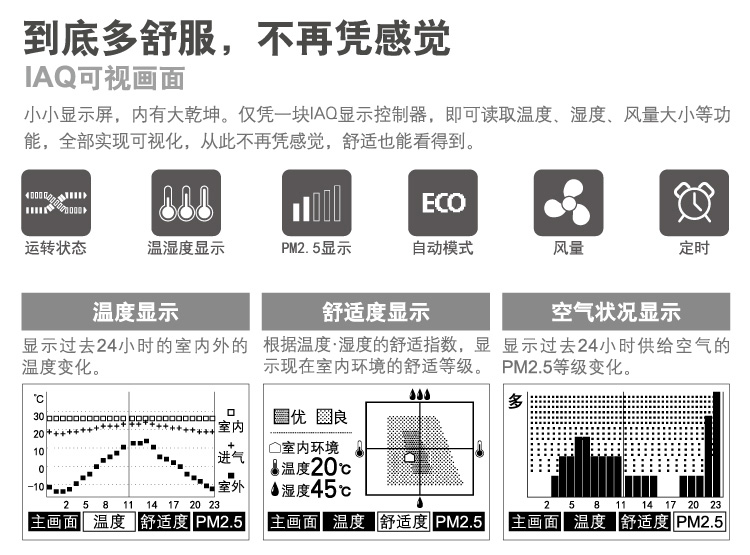 到底多舒服，不再凭感觉
IAQ可视画面
小小显示屏，内有大乾坤。仅凭一块IAQ显示控制器，即可读取温度、湿度、风量大小等功
能，全部实现可视化，从此不再凭感觉，舒适也能看得到。
ECO
运转状态 温湿度显示 PM2.5显示 自动模式 风量 定时
温度显示
显示过去24小时的室内外的
温度变化。
℃
30
20
10
0
-10
室内
进气
室外
2 5 8 11 14 17 20 23
主画面 温度 舒适度 PM2.5
舒适度显示
根据温度·湿度的舒适指数，显
示现在室内环境的舒适等级。
优 良
室内环境
温度20℃
湿度45℃
主画面 温度 舒适度 PM2.5
空气状况显示
显示过去24小时供给空气的
PM2.5等级变化。
多
2 5 8 11 14 17 20 23
主画面 温度 舒适度 PM2.5